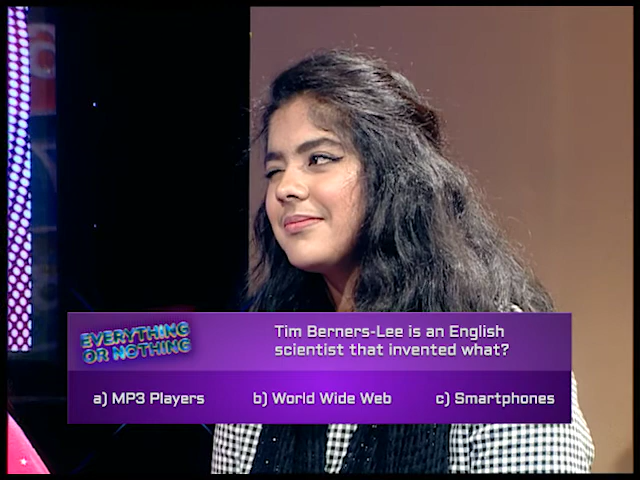 EVERYTHING
OR NOTHING
Tim Berners-Lee is an English
scientist that invented what?
a) MP3 Players b) World Wide Web c) Smartphones